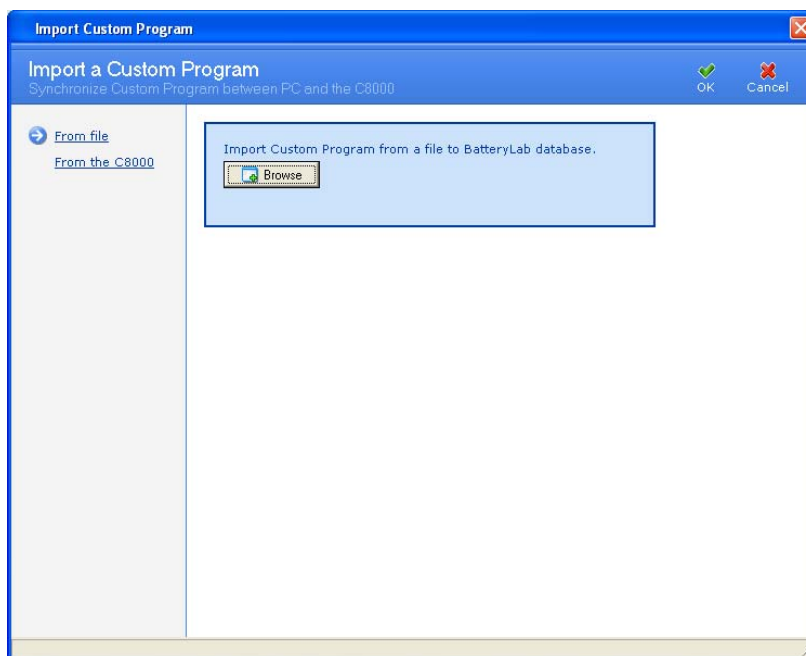 Import Custom Program
Import a Custom Program
Synchronize Custom Program between PC and the C8000
OK
Cancel
From file
From the C8000
Import Custom Program from a file to BatteryLab database.
Browse